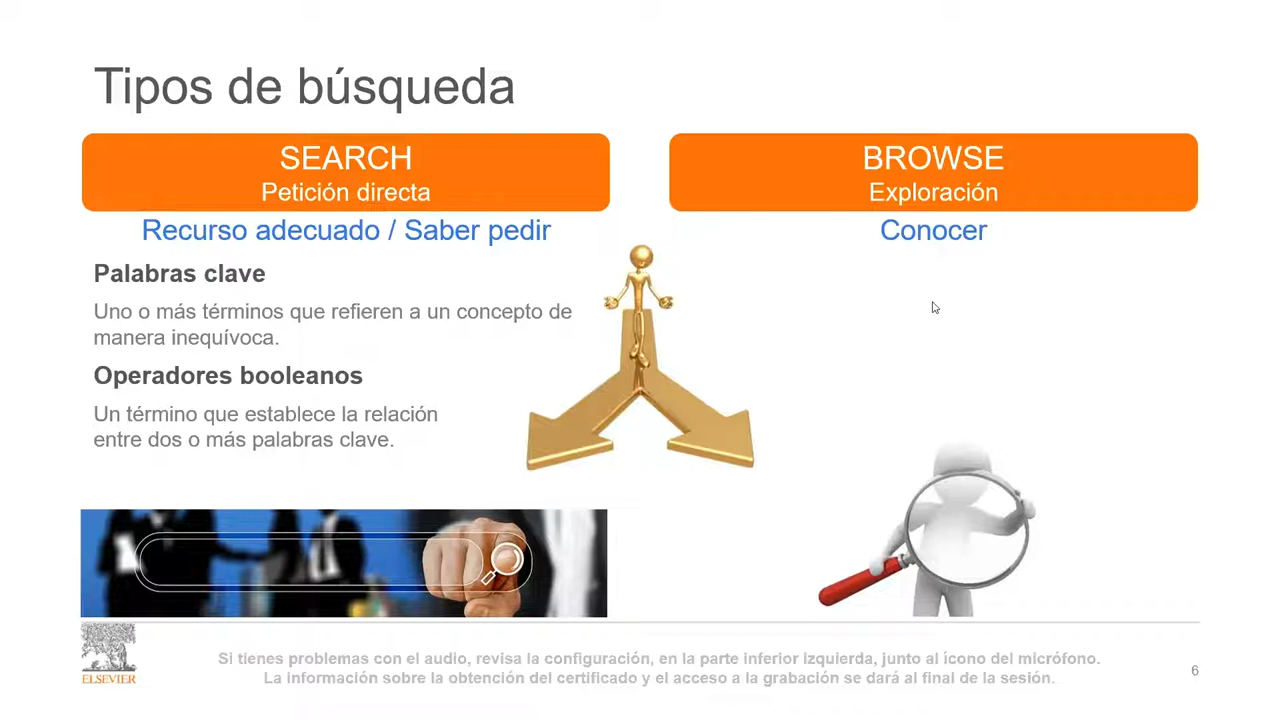 Tipos de búsqueda
SEARCH
Petición directa
Recurso adecuado / Saber pedir
Palabras clave
Uno o más términos que refieren a un concepto de
manera inequívoca.
Operadores booleanos
Un término que establece la relación
entre dos o más palabras clave.
BROWSE
Exploración
Conocer
ELSEVIER
Si tienes problemas con el audio, revisa la configuración, en la parte inferior izquierda, junto al ícono del micrófono.
La información sobre la obtención del certificado y el acceso a la grabación se dará al final de la sesión.
6